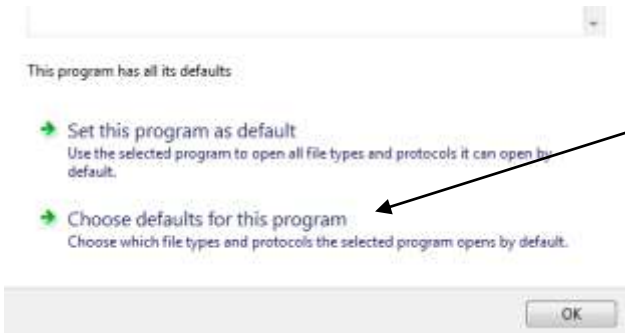 This program has all its defaults
Set this program as default
Use the selected program to open all file types and protocols it can open by
default.
Choose defaults for this program
Choose which file types and protocols the selected program opens by default.
OK